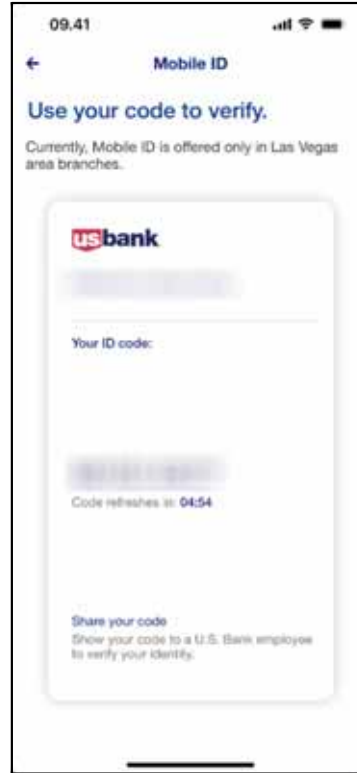 09.41
Mobile ID
Use your code to verify.
Currently, Mobile ID is offered only in Las Vegas
area branches.
usbank
Your ID code:
Code refreshes in: 04:54
Share your code
Show your code to a U.S. Bank employee
to verify your identity.